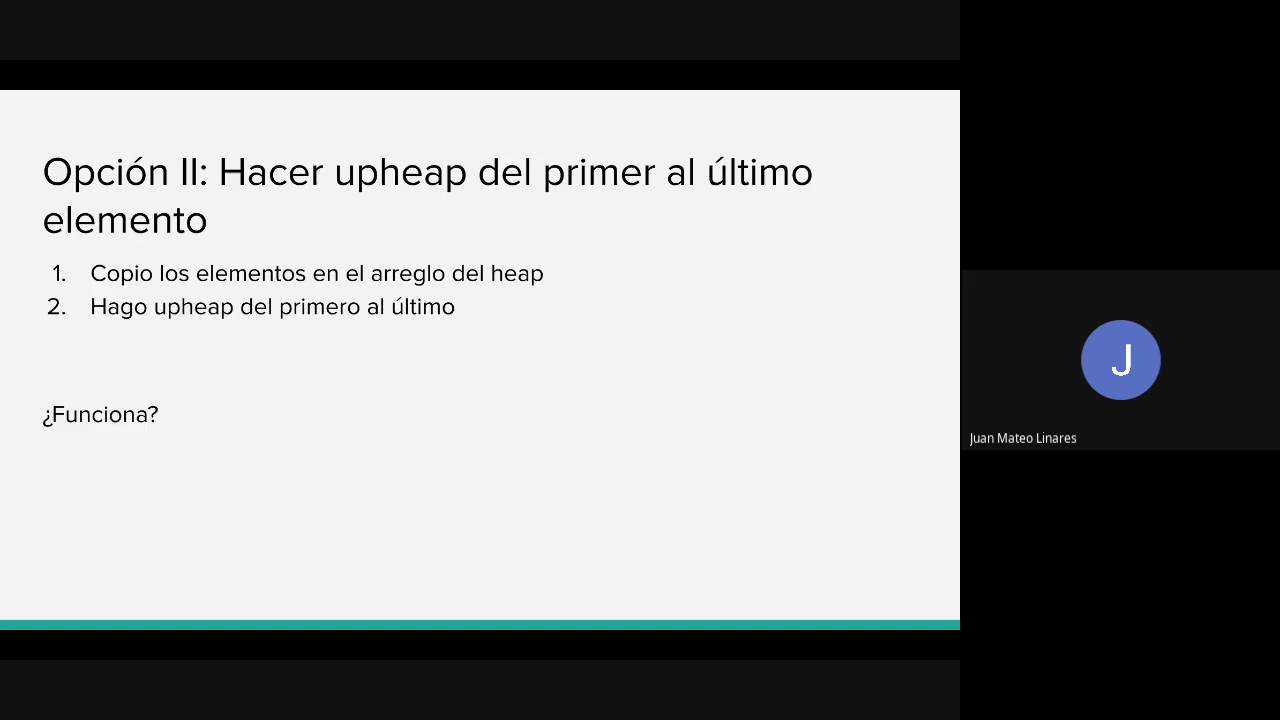 Opción II: Hacer upheap del primer al último
elemento
1. Copio los elementos en el arreglo del heap
2. Hago upheap del primero al último
¿Funciona?
J
Juan Mateo Linares